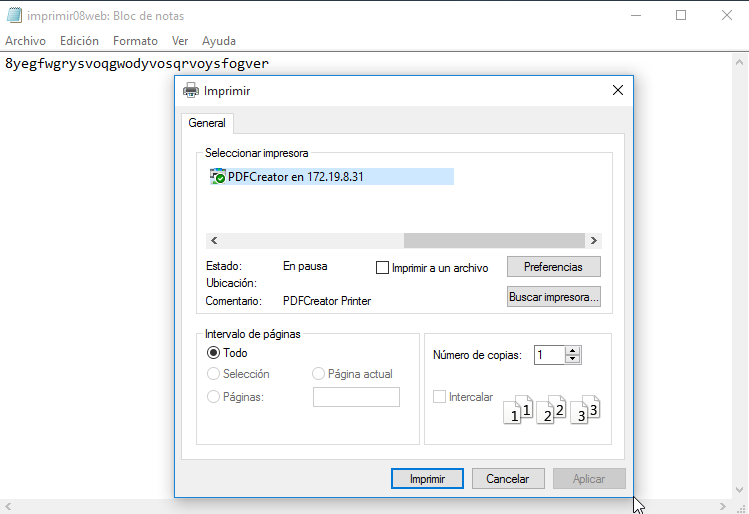 imprimir08web: Bloc de notas
Archivo Edición Formato Ver Ayuda
8yegfwgrysvoqgwodyvosqrvoysfogver
Imprimir
General
Seleccionar impresora
PDFCreator en 172.19.8.31
Estado: En pausa
Imprimir a un archivo
Preferencias
Ubicación:
Comentario: PDFCreator Printer
Buscar impresora...
Intervalo de páginas
Todo
Selección Página actual
Páginas:
Número de copias: 1
Intercalar
1 1 2 2 3 3
Imprimir Cancelar Aplicar